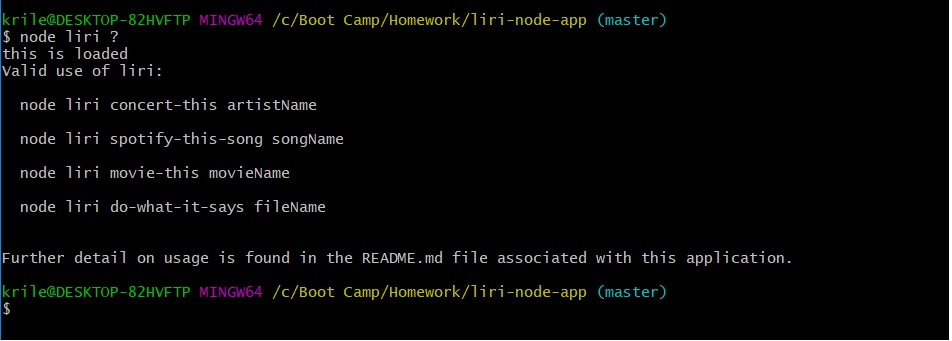 krile@DESKTOP-82HVFTP MINGW64 /c/Boot Camp/Homework/liri-node-app (master)
$ node liri ?
this is loaded
Valid use of liri:
node liri concert-this artistName
node liri spotify-this-song songName
node liri movie-this movieName
node liri do-what-it-says fileName
Further detail on usage is found in the README.md file associated with this application.
krile@DESKTOP-82HVFTP MINGW64 /c/Boot Camp/Homework/liri-node-app (master)
$